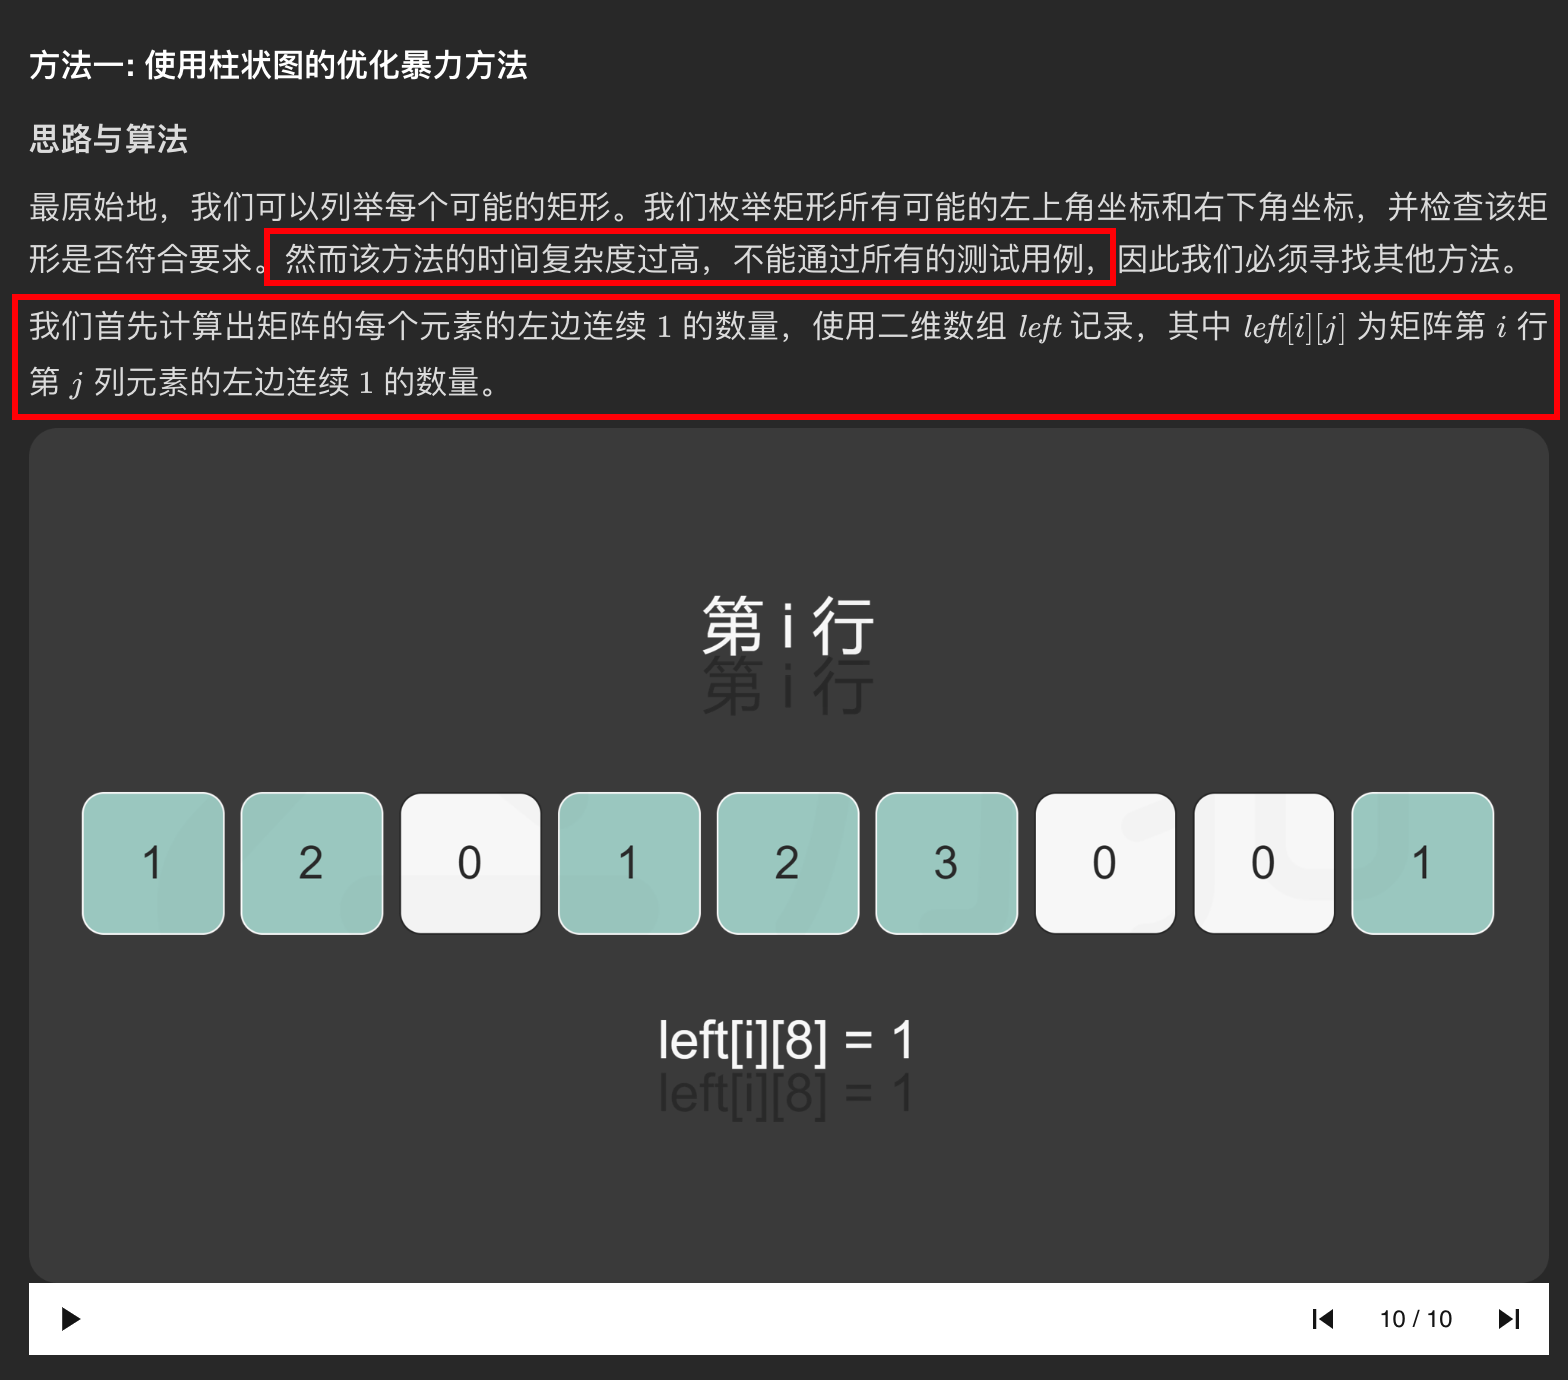 方法一: 使用柱状图的优化暴力方法
思路与算法
最原始地，我们可以列举每个可能的矩形。我们枚举矩形所有可能的左上角坐标和右下角坐标，并检查该矩
形是否符合要求。然而该方法的时间复杂度过高，不能通过所有的测试用例，因此我们必须寻找其他方法。
我们首先计算出矩阵的每个元素的左边连续 1 的数量，使用二维数组 left 记录，其中 left[i][j] 为矩阵第 i 行
第 j 列元素的左边连续 1 的数量。
第 i 行
第 i 行
1 2 0 1 2 3 0 0 1
left[i][8] = 1
left[i][8] = 1
10 / 10